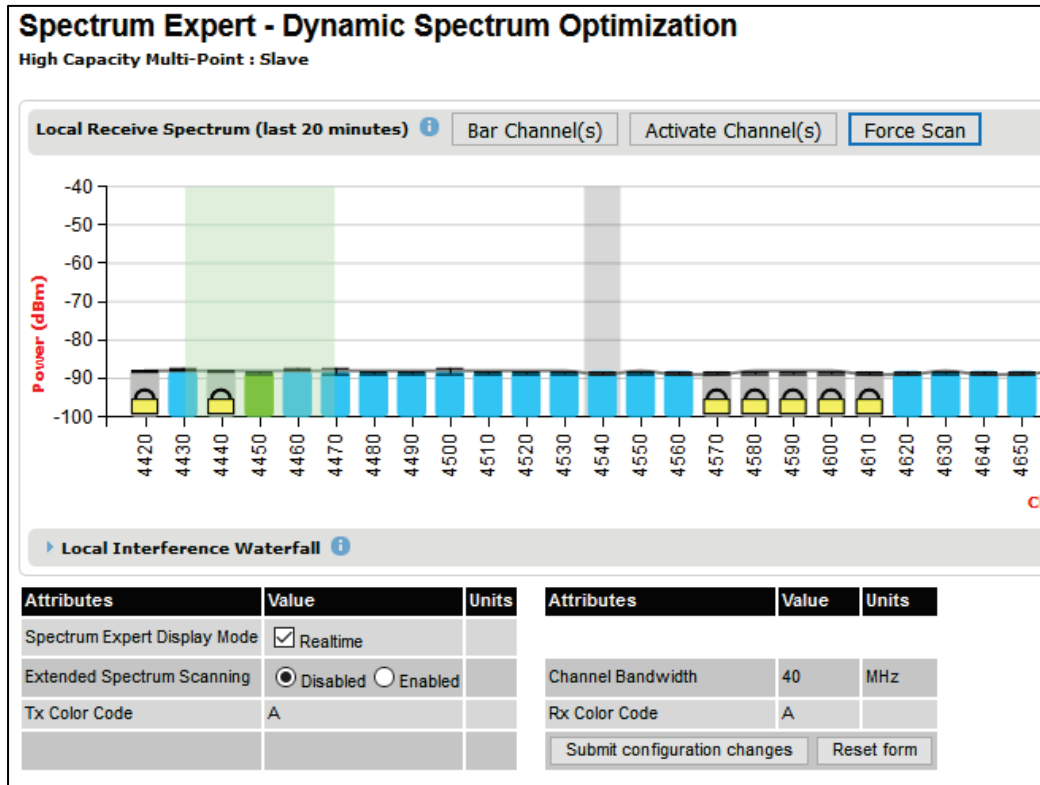 Spectrum Expert - Dynamic Spectrum Optimization
High Capacity Multi-Point : Slave
Local Receive Spectrum (last 20 minutes) i Bar Channel(s) Activate Channel(s) Force Scan
Power (dBm)
-40
-50
-60
-70
-80
-90
-100
4420 4430 4440 4450 4460 4470 4480 4490 4500 4510 4520 4530 4540 4550 4560 4570 4580 4590 4600 4610 4620 4630 4640 4650
Local Interference Waterfall i
Attributes Value Units
Spectrum Expert Display Mode Realtime
Extended Spectrum Scanning Disabled Enabled
Tx Color Code A
Attributes Value Units
Channel Bandwidth 40 MHz
Rx Color Code A
Submit configuration changes Reset form